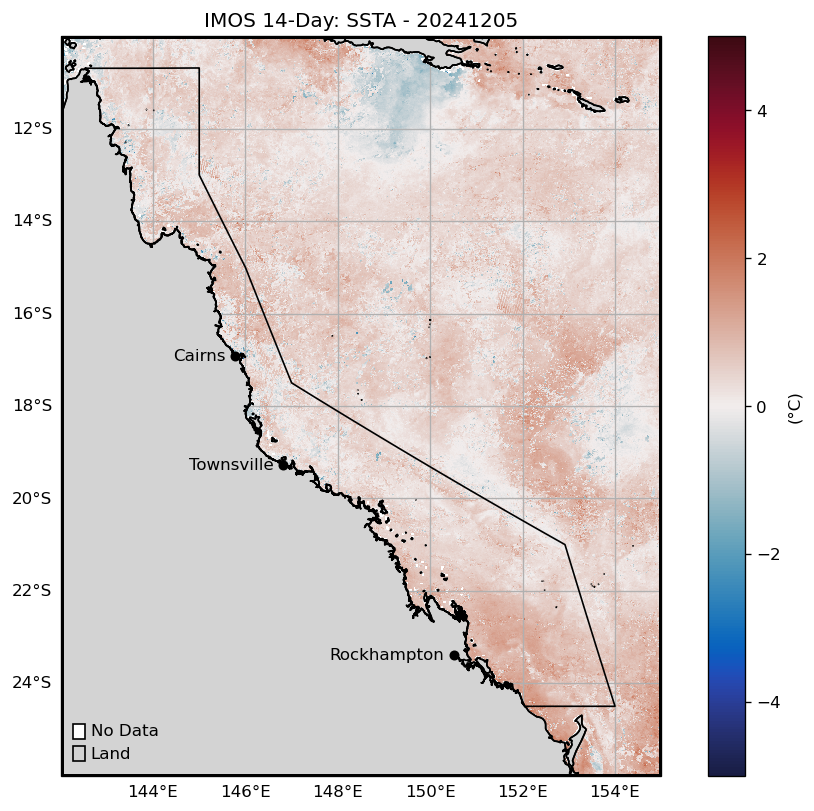 IMOS 14-Day: SSTA - 20241205
12°S
14°S
16°S
18°S
20°S
22°S
24°S
Cairns
Townsville
Rockhampton
No Data
Land
144°E 146°E 148°E 150°E 152°E 154°E
4
2
0
−2
−4
(°C)